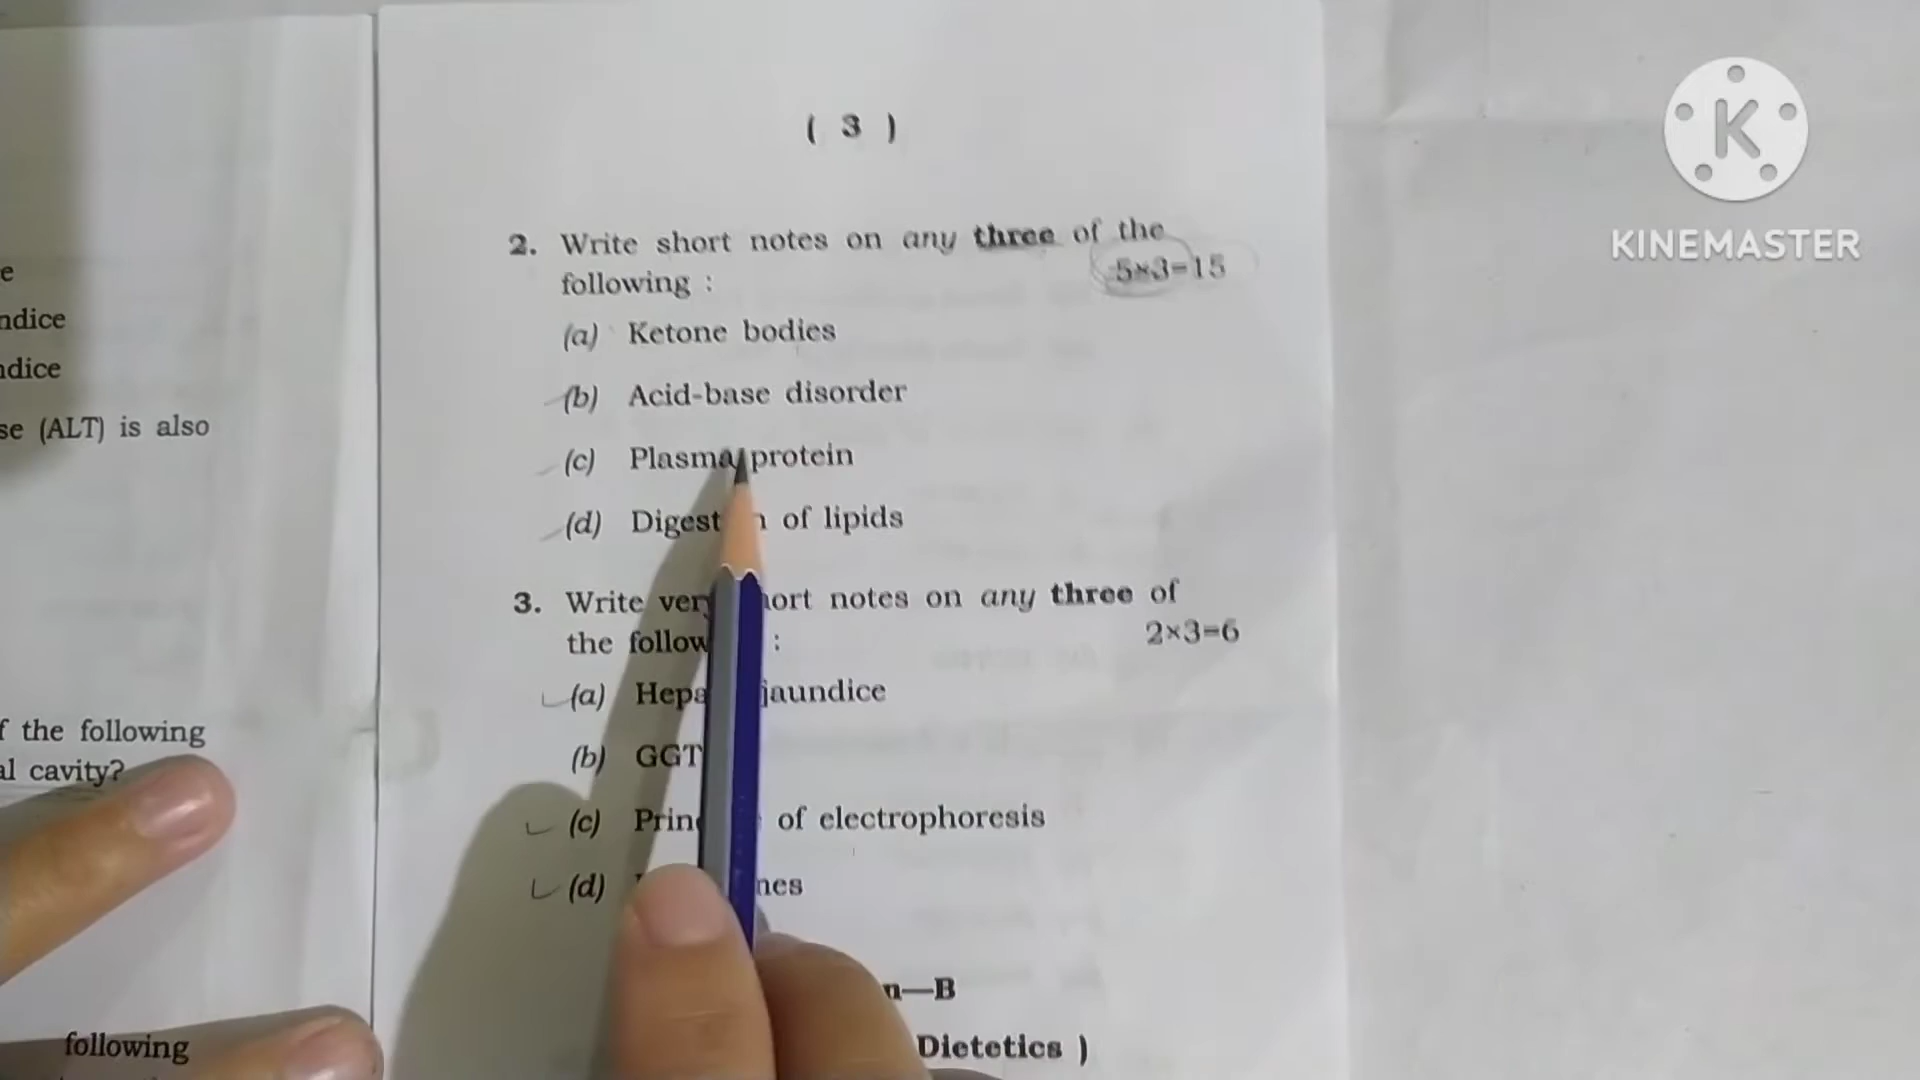 e
ndice
ndice
se (ALT) is also
f the following
al cavity?
following
( 3 )
2. Write short notes on any three of the
following : 5×3=15
(a) Ketone bodies
(b) Acid-base disorder
(c) Plasma protein
(d) Digest n of lipids
3. Write very hort notes on any three of
the follow : 2×3=6
(a) Hepa jaundice
(b) GGT
(c) Prin of electrophoresis
(d) nes
n—B
Dietetics )
K
KINEMASTER